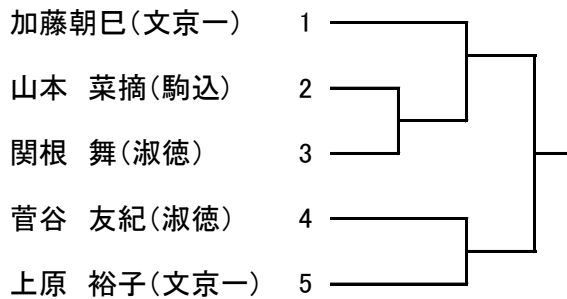 加藤朝巳（文京一） 1
山本　菜摘（駒込） 2
関根　舞（淑徳） 3
菅谷　友紀（淑徳） 4
上原　裕子（文京一） 5